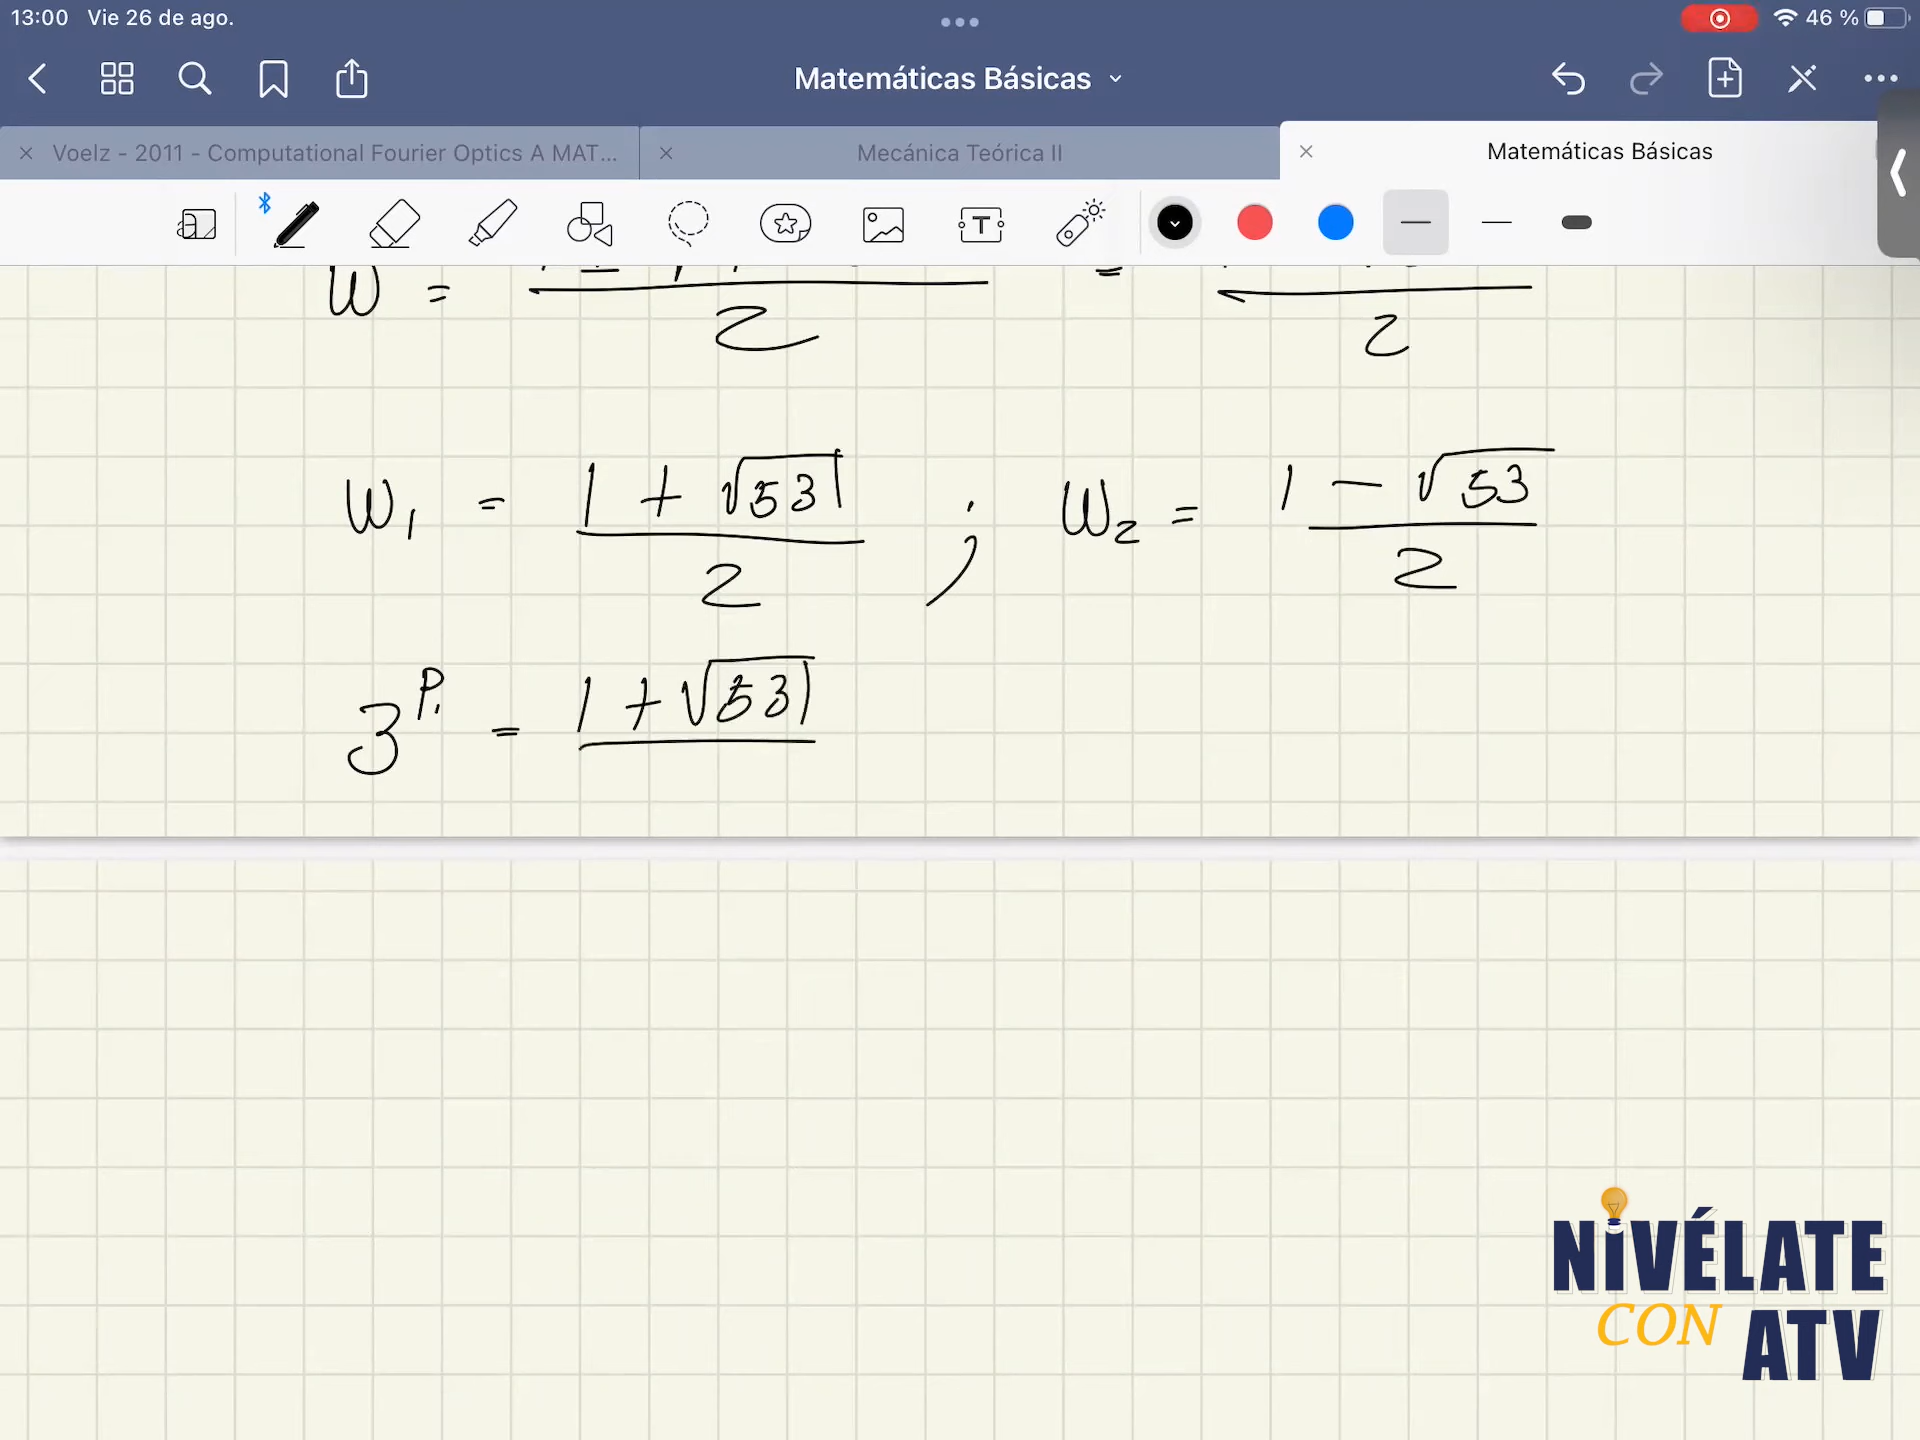 13:00 Vie 26 de ago. 46 %
Matemáticas Básicas
Voelz - 2011 - Computational Fourier Optics A MAT... Mecánica Teórica II Matemáticas Básicas
W = 2 = 2
W₁ = (1 + √53)/2 ; W₂ = (1 - √53)/2
3^P₁ = 1 + √53
NIVÉLATE
CON
ATV